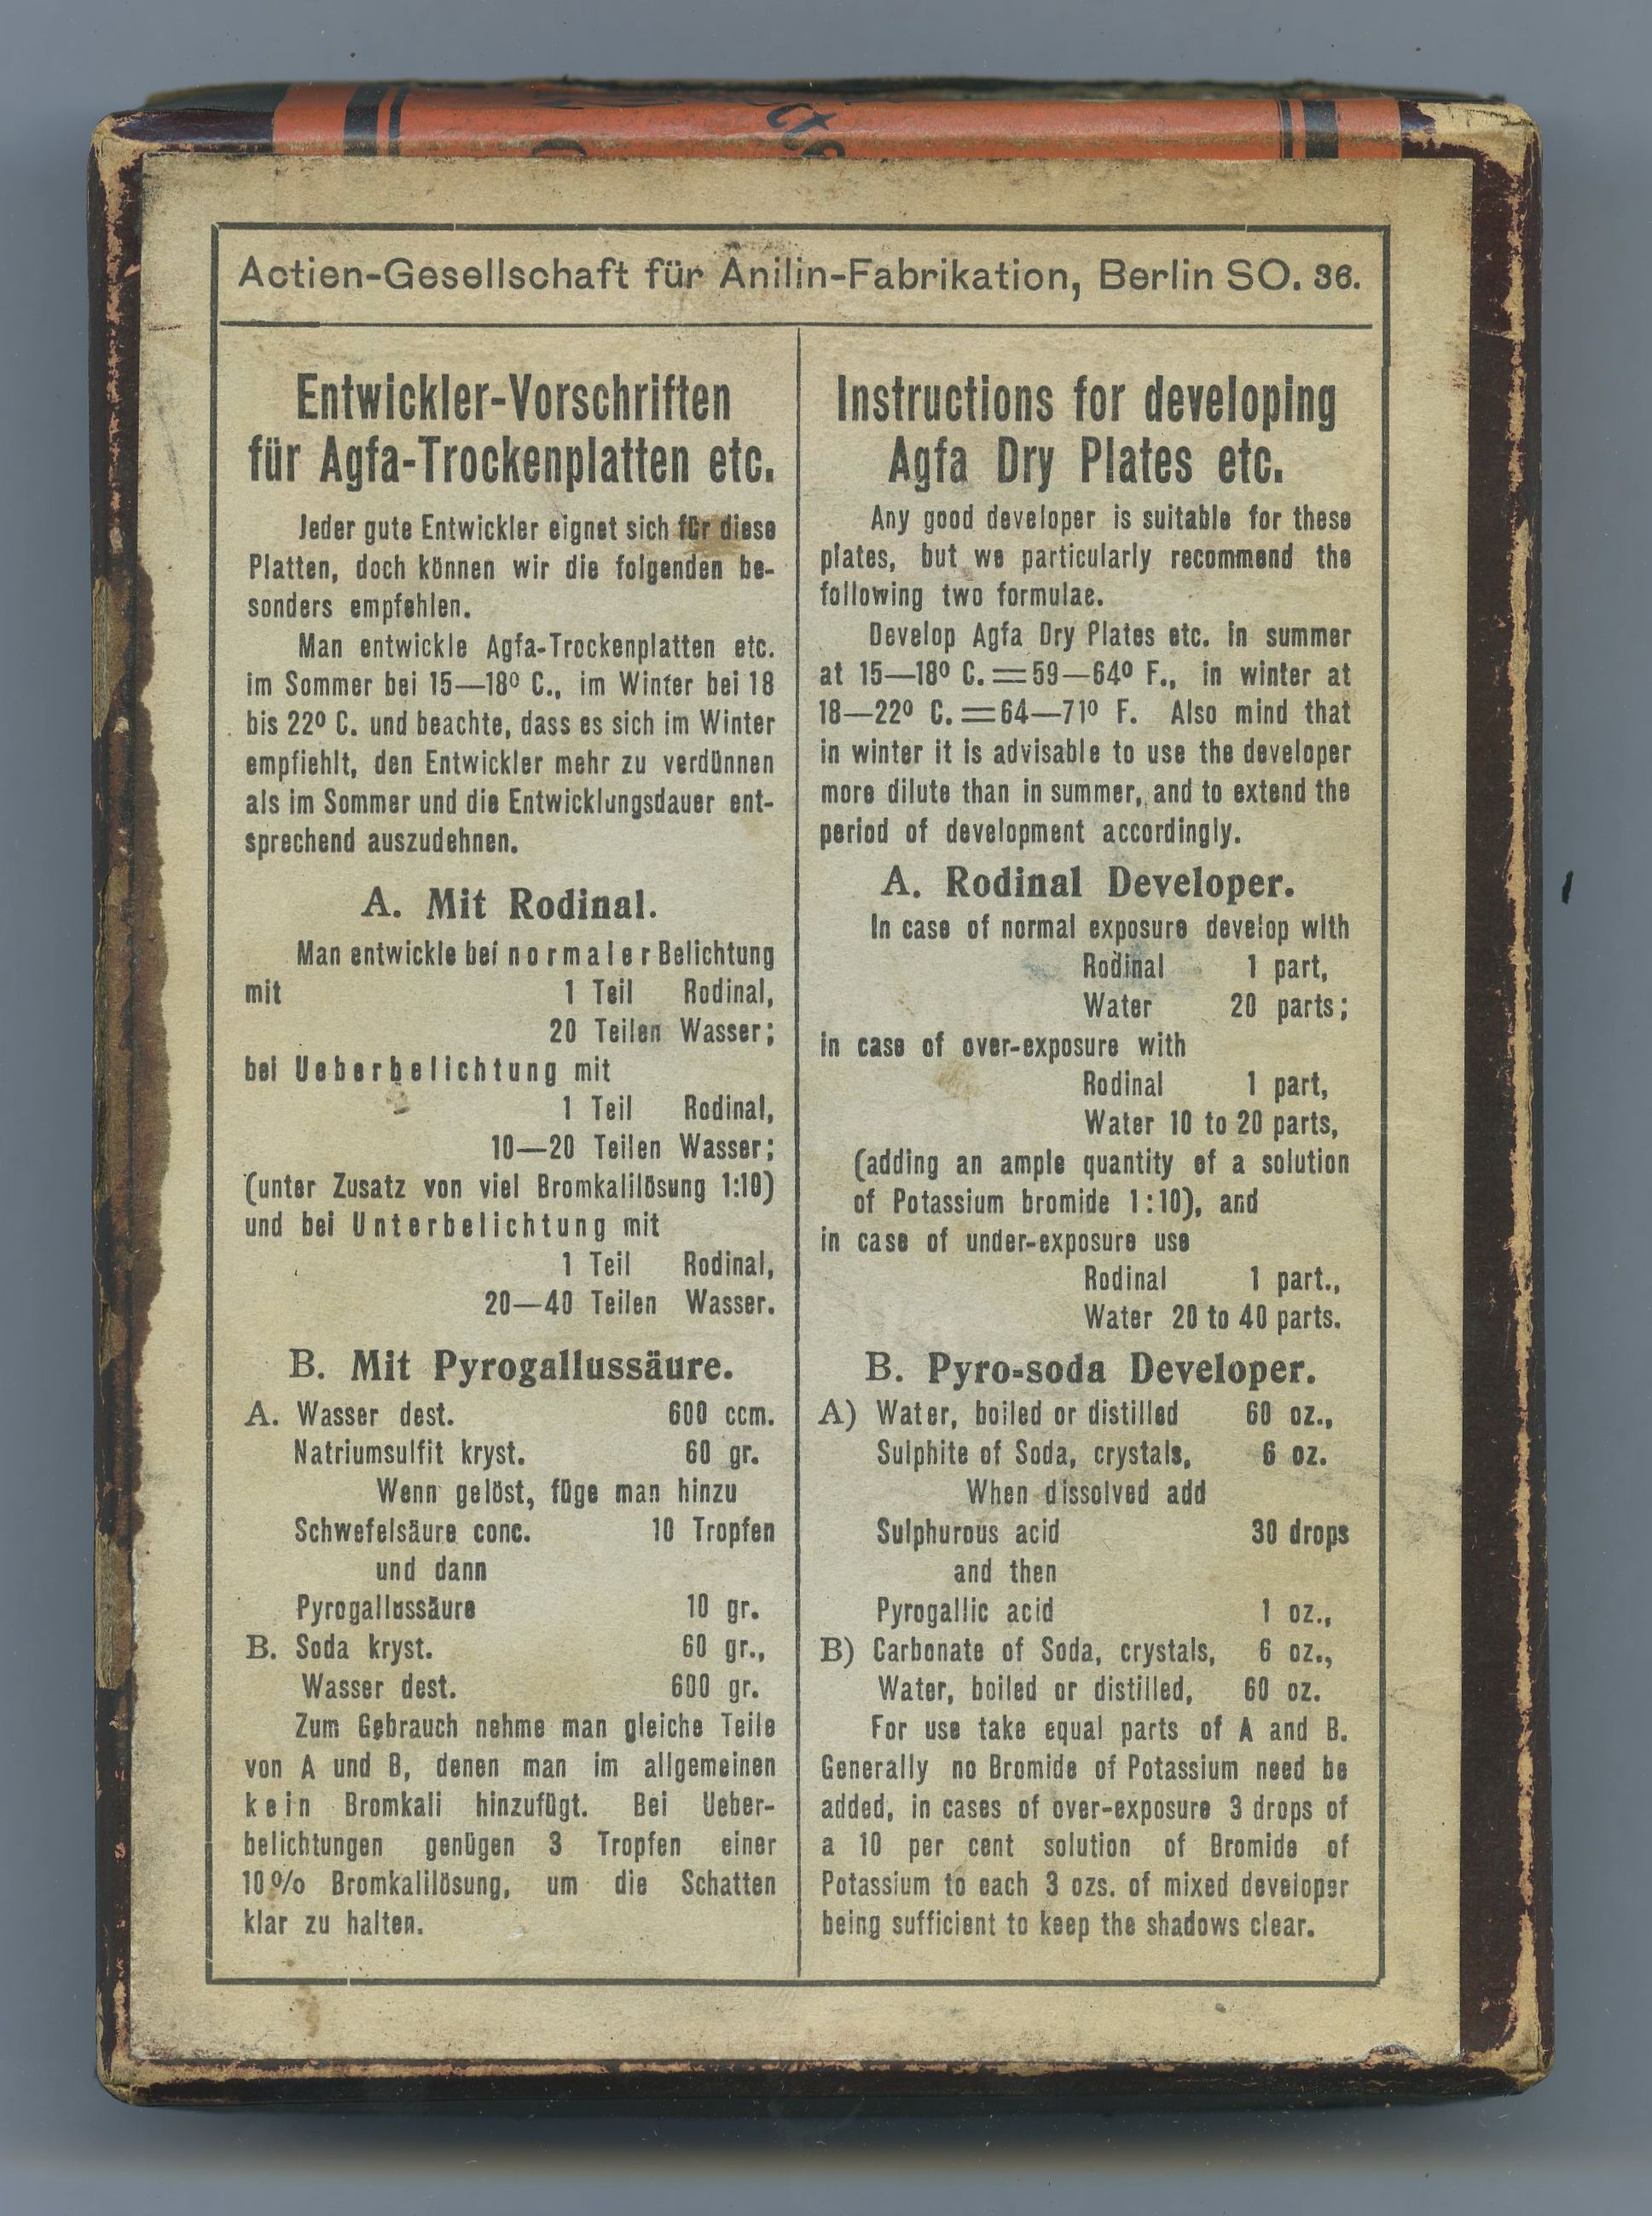 Actien-Gesellschaft für Anilin-Fabrikation, Berlin SO. 36.
Entwickler-Vorschriften
für Agfa-Trockenplatten etc.
Jeder gute Entwickler eignet sich für diese
Platten, doch können wir die folgenden be-
sonders empfehlen.
Man entwickle Agfa-Trockenplatten etc.
im Sommer bei 15—18º C., im Winter bei 18
bis 22º C. und beachte, dass es sich im Winter
empfiehlt, den Entwickler mehr zu verdünnen
als im Sommer und die Entwicklungsdauer ent-
sprechend auszudehnen.
A. Mit Rodinal.
Man entwickle bei normaler Belichtung
mit 1 Teil Rodinal,
20 Teilen Wasser;
bei Ueberbelichtung mit
1 Teil Rodinal,
10—20 Teilen Wasser;
(unter Zusatz von viel Bromkalilösung 1:10)
und bei Unterbelichtung mit
1 Teil Rodinal,
20—40 Teilen Wasser.
B. Mit Pyrogallussäure.
A. Wasser dest. 600 ccm.
Natriumsulfit kryst. 60 gr.
Wenn gelöst, füge man hinzu
Schwefelsäure conc. 10 Tropfen
und dann
Pyrogallussäure 10 gr.
B. Soda kryst. 60 gr.,
Wasser dest. 600 gr.
Zum Gebrauch nehme man gleiche Teile
von A und B, denen man im allgemeinen
kein Bromkali hinzufügt. Bei Ueber-
belichtungen genügen 3 Tropfen einer
10% Bromkalilösung, um die Schatten
klar zu halten.
Instructions for developing
Agfa Dry Plates etc.
Any good developer is suitable for these
plates, but we particularly recommend the
following two formulae.
Develop Agfa Dry Plates etc. in summer
at 15—18º C.=59—64º F., in winter at
18—22º C.=64—71º F. Also mind that
in winter it is advisable to use the developer
more dilute than in summer, and to extend the
period of development accordingly.
A. Rodinal Developer.
In case of normal exposure develop with
Rodinal 1 part,
Water 20 parts;
in case of over-exposure with
Rodinal 1 part,
Water 10 to 20 parts,
(adding an ample quantity of a solution
of Potassium bromide 1:10), and
in case of under-exposure use
Rodinal 1 part.,
Water 20 to 40 parts.
B. Pyro-soda Developer.
A) Water, boiled or distilled 60 oz.,
Sulphite of Soda, crystals, 6 oz.
When dissolved add
Sulphurous acid 30 drops
and then
Pyrogallic acid 1 oz.,
B) Carbonate of Soda, crystals, 6 oz.,
Water, boiled or distilled, 60 oz.
For use take equal parts of A and B.
Generally no Bromide of Potassium need be
added, in cases of over-exposure 3 drops of
a 10 per cent solution of Bromide of
Potassium to each 3 ozs. of mixed developer
being sufficient to keep the shadows clear.